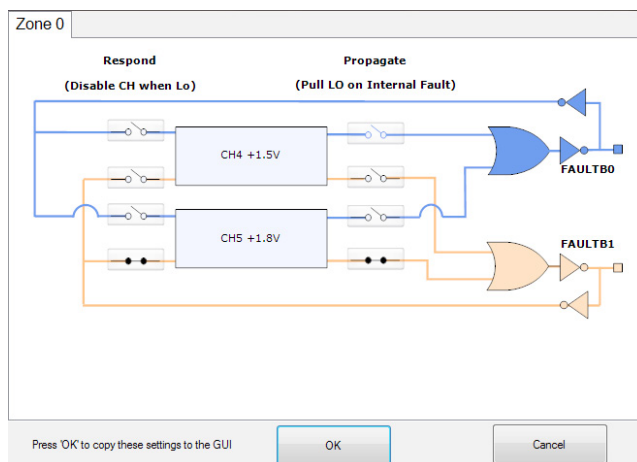 Zone 0
Respond
(Disable CH when Lo)
Propagate
(Pull LO on Internal Fault)
CH4 +1.5V
FAULTB0
CH5 +1.8V
FAULTB1
Press 'OK' to copy these settings to the GUI
OK
Cancel